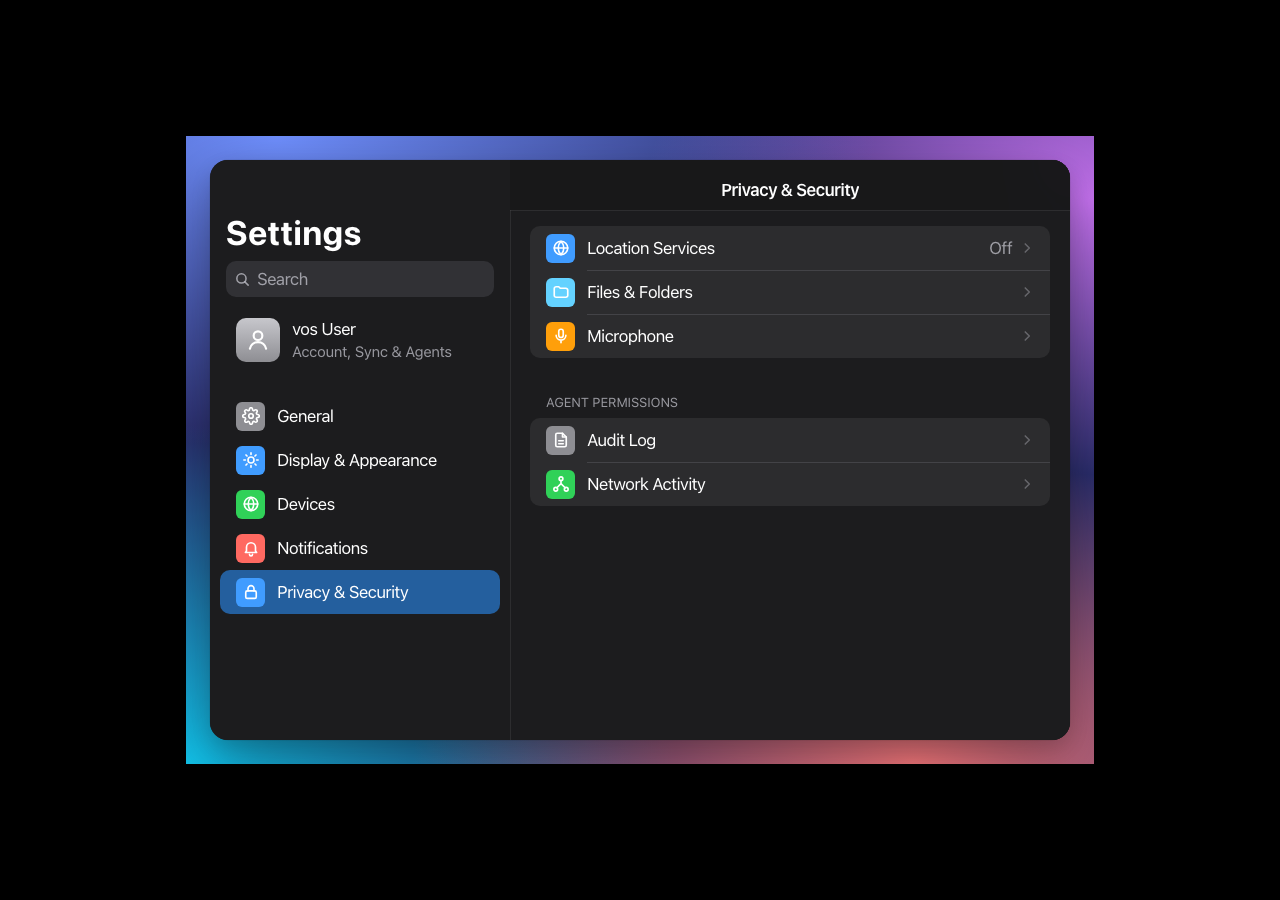 Settings
Search
vos User
Account, Sync & Agents
General
Display & Appearance
Devices
Notifications
Privacy & Security
Privacy & Security
Location Services
Off
Files & Folders
Microphone
AGENT PERMISSIONS
Audit Log
Network Activity